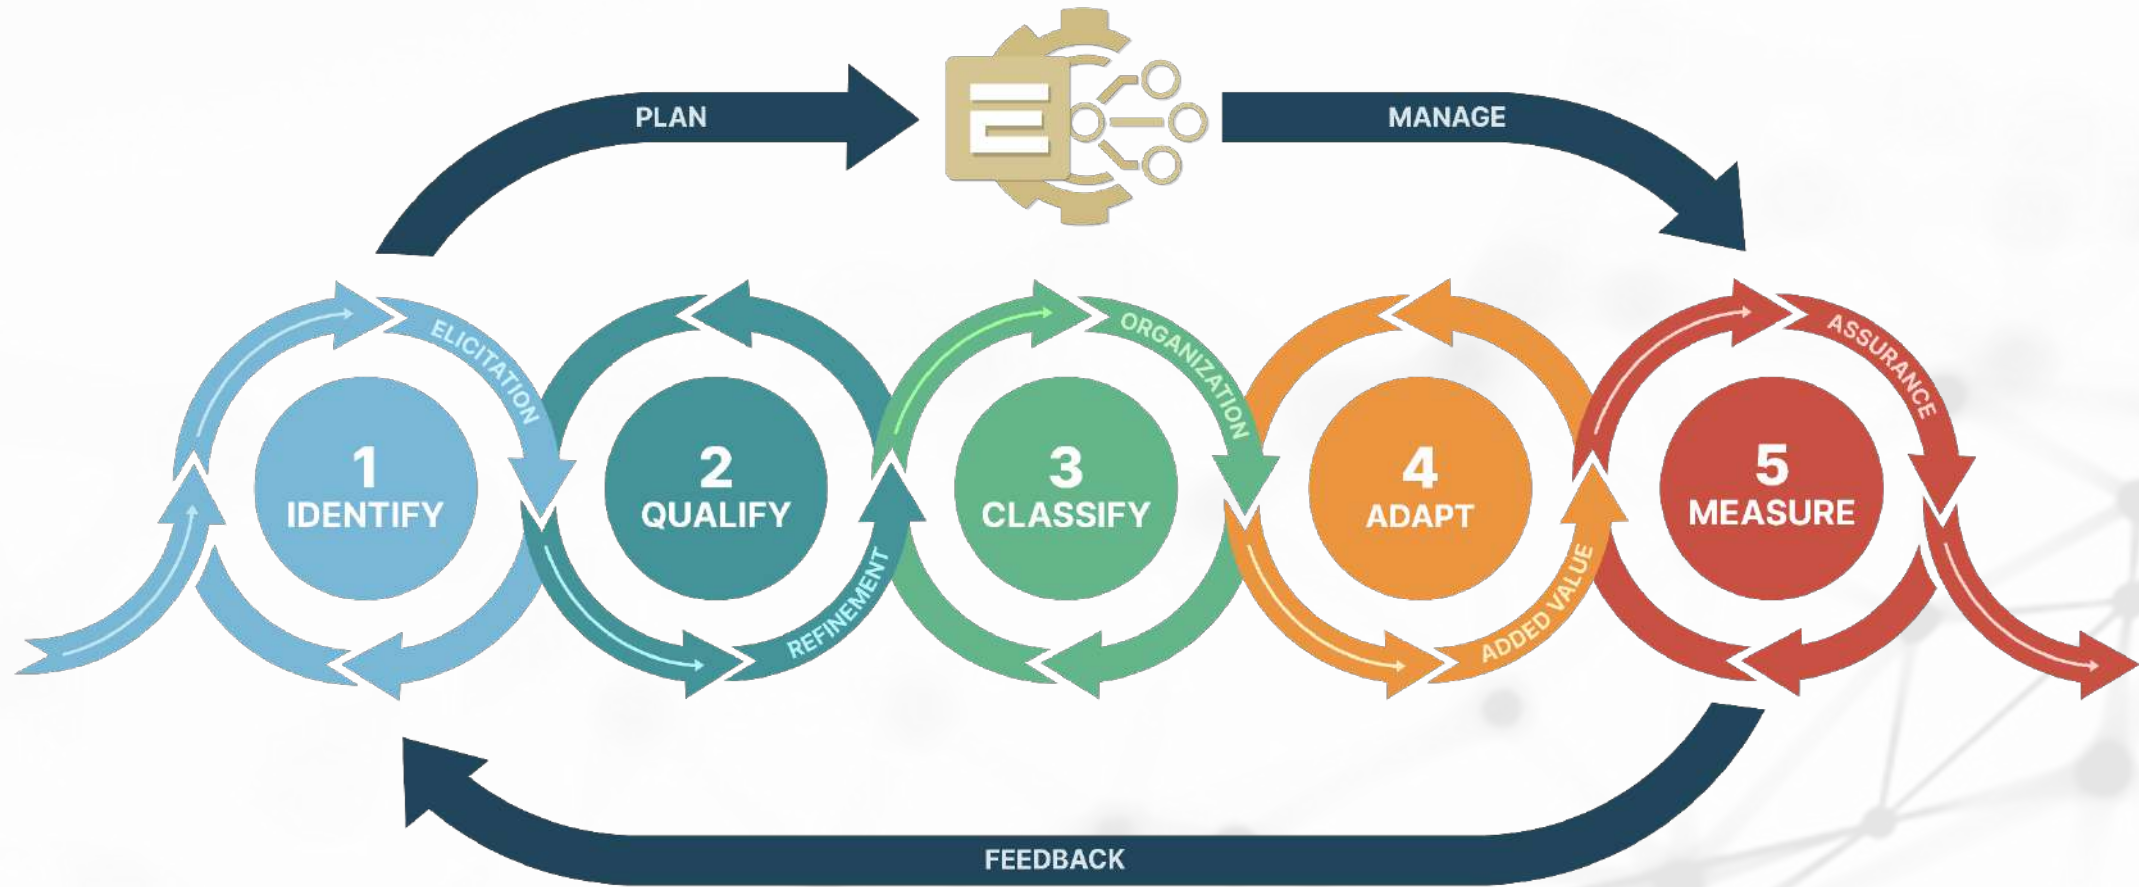 PLAN
E
MANAGE
ELICITATION
ORGANIZATION
ASSURANCE
1
IDENTIFY
2
QUALIFY
3
CLASSIFY
4
ADAPT
5
MEASURE
REFINEMENT
ADDED VALUE
FEEDBACK